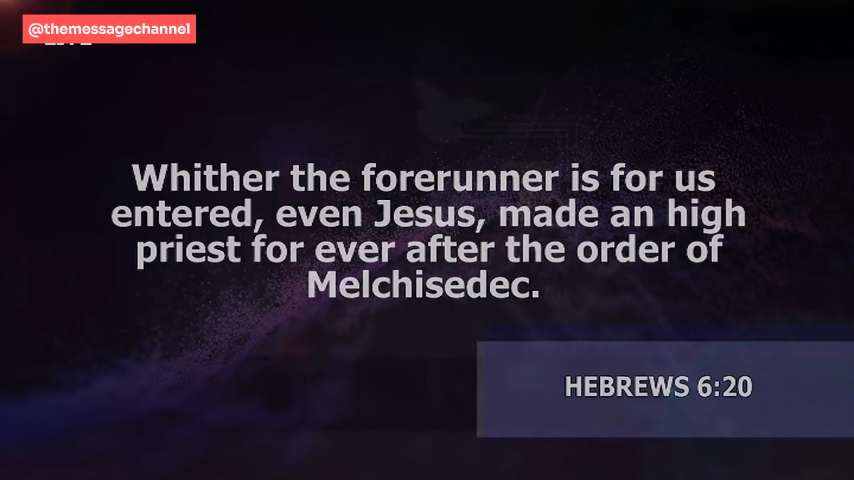 @themessagechannel
Whither the forerunner is for us
entered, even Jesus, made an high
priest for ever after the order of
Melchisedec.
HEBREWS 6:20